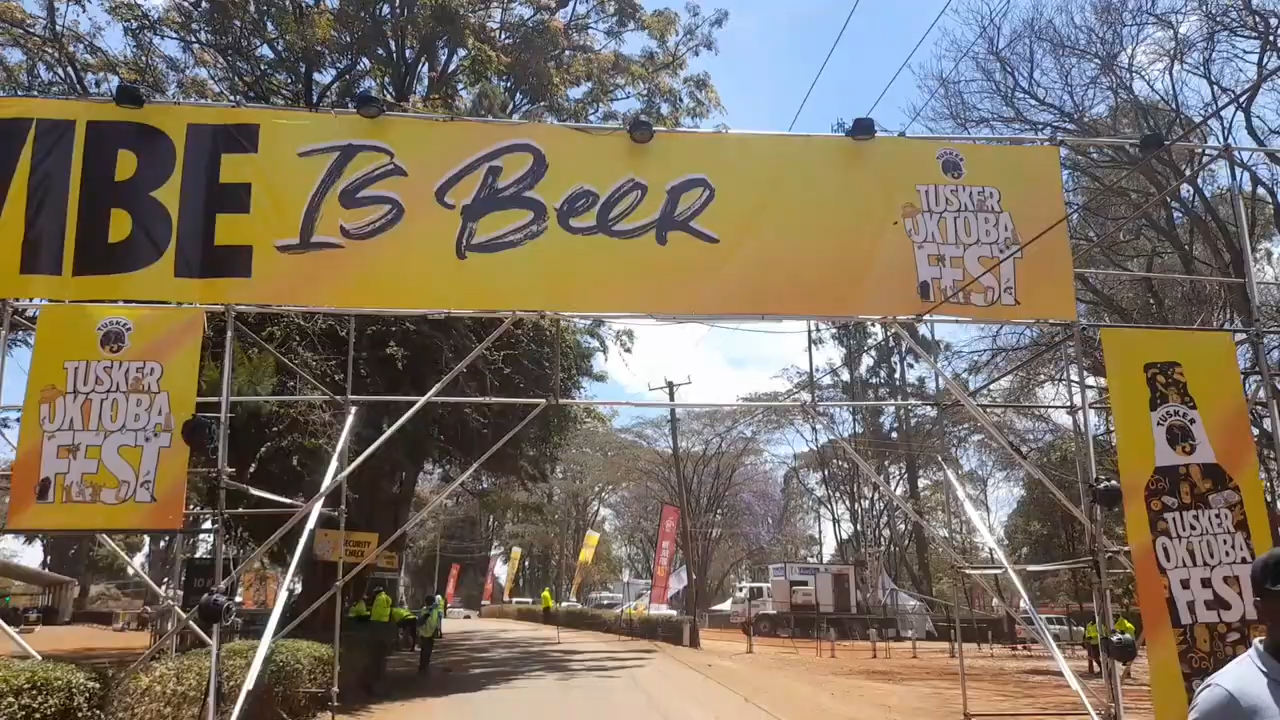 VIBE Is Beer
TUSKER
TUSKER
OKTOBA
FEST
TUSKER
TUSKER
OKTOBA
FEST
TUSKER
TUSKER
OKTOBA
FEST
SECURITY
CHECK